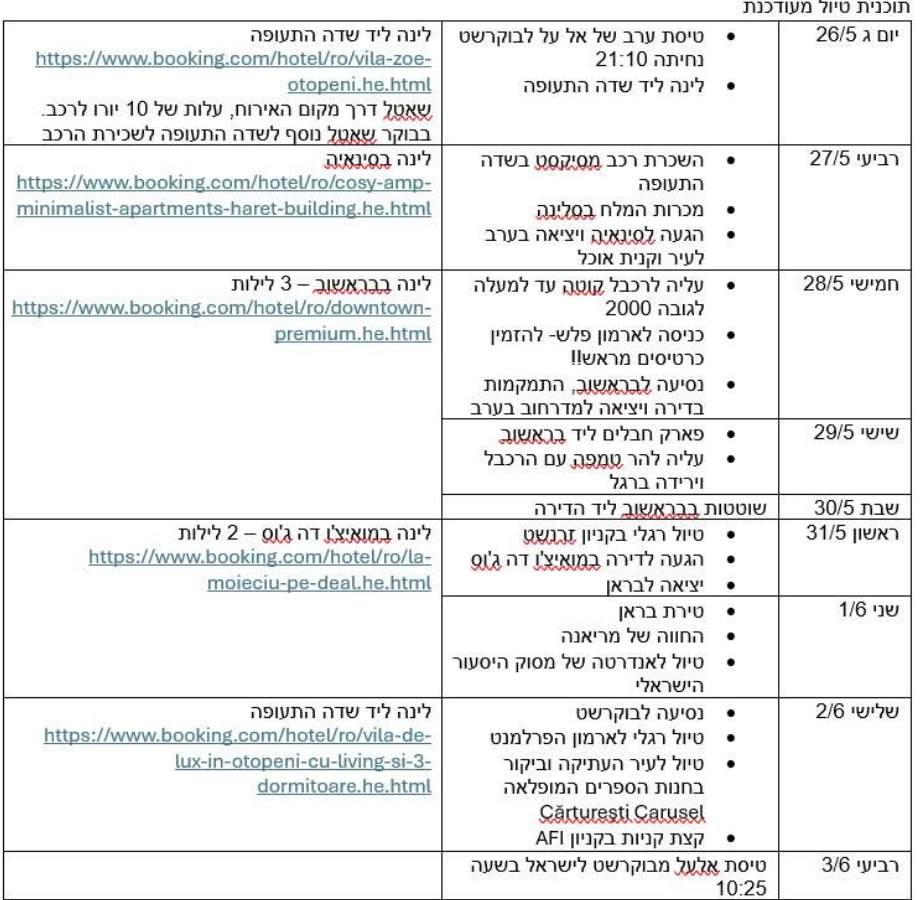 תוכנית טיול מעודכנת
יום ג 26/5
טיסת ערב של אל על לבוקרשט
נחיתה 21:10
לינה ליד שדה התעופה
לינה ליד שדה התעופה
https://www.booking.com/hotel/ro/vila-zoe-
otopeni.he.html
שאטל דרך מקום האירוח, עלות של 10 יורו לרכב.
בבוקר שאטל נוסף לשדה התעופה לשכירת הרכב
רביעי 27/5
השכרת רכב מסיקסט בשדה
התעופה
מכרות המלח בסלינה
הגעה לסינאיה ויציאה בערב
לעיר וקנית אוכל
לינה בסינאיה
https://www.booking.com/hotel/ro/cosy-amp-
minimalist-apartments-haret-building.he.html
חמישי 28/5
עליה לרכבל קוטה עד למעלה
לגובה 2000
כניסה לארמון פלש- להזמין
כרטיסים מראש!!
נסיעה לבראשוב, התמקמות
בדירה ויציאה למדרחוב בערב
לינה בבראשוב – 3 לילות
https://www.booking.com/hotel/ro/downtown-
premium.he.html
שישי 29/5
פארק חבלים ליד בראשוב
עליה להר טמפה עם הרכבל
וירידה ברגל
שבת 30/5
שוטטות בבראשוב ליד הדירה
ראשון 31/5
טיול רגלי בקניון זרנשט
הגעה לדירה במואיצ'ו דה ג'וס
יציאה לבראן
לינה במואיצ'ו דה ג'וס – 2 לילות
https://www.booking.com/hotel/ro/la-
moieciu-pe-deal.he.html
שני 1/6
טירת בראן
החווה של מריאנה
טיול לאנדרטה של מסוק היסעור
הישראלי
שלישי 2/6
נסיעה לבוקרשט
טיול רגלי לארמון הפרלמנט
טיול לעיר העתיקה וביקור
בחנות הספרים המופלאה
Cărturești Carusel
קצת קניות בקניון AFI
לינה ליד שדה התעופה
https://www.booking.com/hotel/ro/vila-de-
lux-in-otopeni-cu-living-si-3-
dormitoare.he.html
רביעי 3/6
טיסת אלעל מבוקרשט לישראל בשעה
10:25